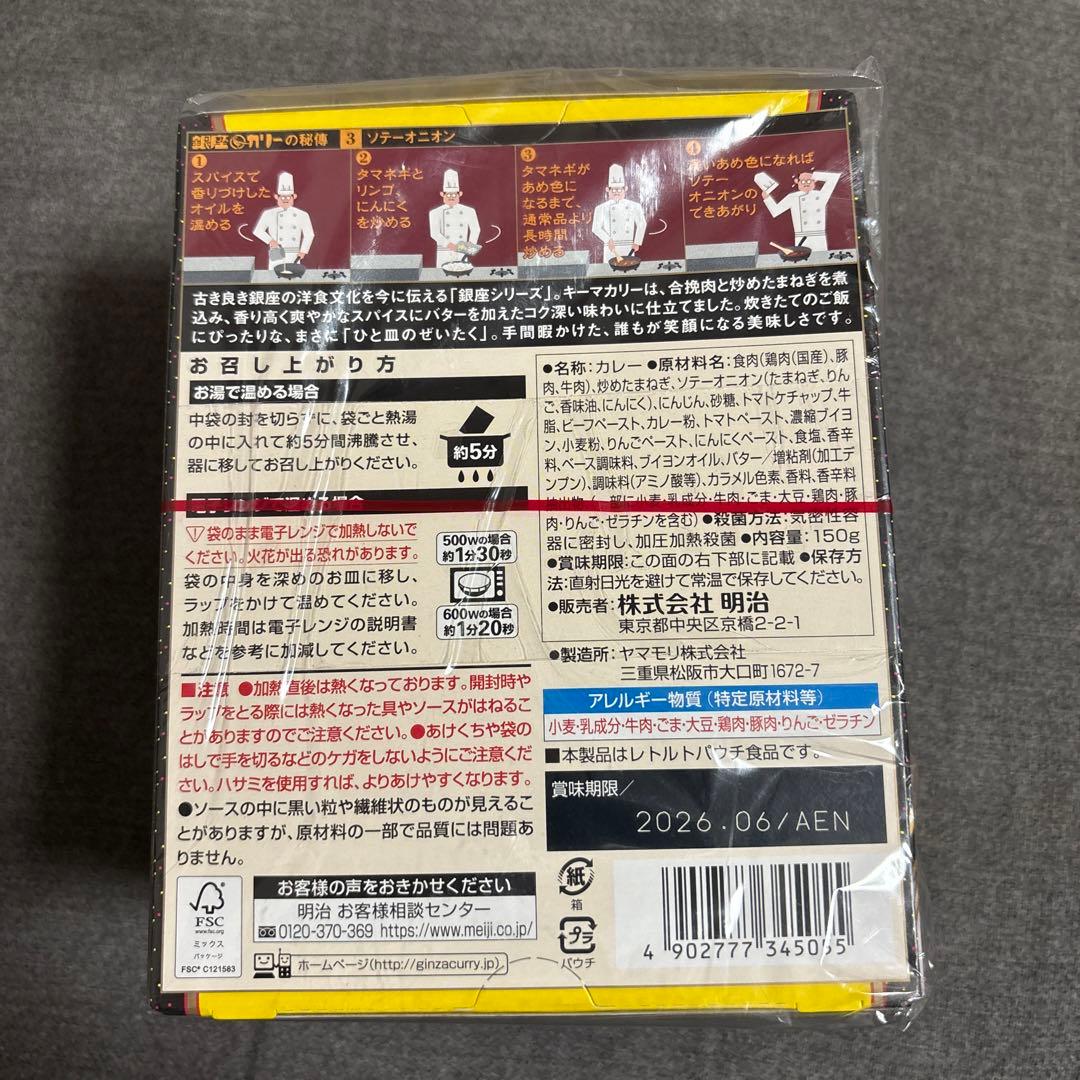 銀座カリーの秘傳 3 ソテーオニオン
1
スパイスで
香りづけした
オイルを
温める
2
タマネギと
リンゴ、
にんにく
を炒める
3
タマネギが
あめ色に
なるまで、
通常品より
長時間
炒める
4
あめ色になれば
ソテー
オニオンの
できあがり
古き良き銀座の洋食文化を今に伝える「銀座シリーズ」。キーマカリーは、合挽肉と炒めたまねぎを煮
込み、香り高く爽やかなスパイスにバターを加えたコク深い味わいに仕立てました。炊きたてのご飯
にぴったりな、まさに「ひと皿のぜいたく」。手間暇かけた、誰もが笑顔になる美味しさです。
お召し上がり方
お湯で温める場合
中袋の封を切らずに、袋ごと熱湯
の中に入れて約5分間沸騰させ、
器に移してお召し上がりください。
約5分
場合
袋のまま電子レンジで加熱しないで
ください。火花が出る恐れがあります。
袋の中身を深めのお皿に移し、
ラップをかけて温めてください。
加熱時間は電子レンジの説明書
などを参考に加減してください。
500Wの場合
約1分30秒
600Wの場合
約1分20秒
■注意 ●加熱直後は熱くなっております。開封時や
ラップをとる際には熱くなった具やソースがはねるこ
とがありますのでご注意ください。●あけくちや袋の
はしで手を切るなどのケガをしないようにご注意くだ
さい。ハサミを使用すれば、よりあけやすくなります。
●ソースの中に黒い粒や繊維状のものが見えるこ
とがありますが、原材料の一部で品質には問題あ
りません。
●名称:カレー ●原材料名:食肉(鶏肉(国産)、豚
肉、牛肉)、炒めたまねぎ、ソテーオニオン(たまねぎ、りん
ご、香味油、にんにく)、にんじん、砂糖、トマトケチャップ、牛
脂、ビーフペースト、カレー粉、トマトペースト、濃縮ブイヨ
ン、小麦粉、りんごペースト、にんにくペースト、食塩、香辛
料、ベース調味料、ブイヨンオイル、バター/増粘剤(加工デ
ンプン)、調味料(アミノ酸等)、カラメル色素、香料、香辛料
抽出物、(一部に小麦・乳成分・牛肉・ごま・大豆・鶏肉・豚
肉・りんご・ゼラチンを含む) ●殺菌方法:気密性容
器に密封し、加圧加熱殺菌 ●内容量:150g
●賞味期限:この面の右下部に記載 ●保存方
法:直射日光を避けて常温で保存してください。
●販売者:株式会社 明治
東京都中央区京橋2-2-1
●製造所:ヤマモリ株式会社
三重県松阪市大口町1672-7
アレルギー物質(特定原材料等)
小麦・乳成分・牛肉・ごま・大豆・鶏肉・豚肉・りんご・ゼラチン
■本製品はレトルトパウチ食品です。
賞味期限/
2026.06/AEN
FSC
www.fsc.org
ミックス
パッケージ
FSC® C121563
お客様の声をおきかせください
明治 お客様相談センター
0120-370-369 https://www.meiji.co.jp/
ホームページ(http://ginzacurry.jp)
紙
箱
プラ
パウチ
4 902777 345055